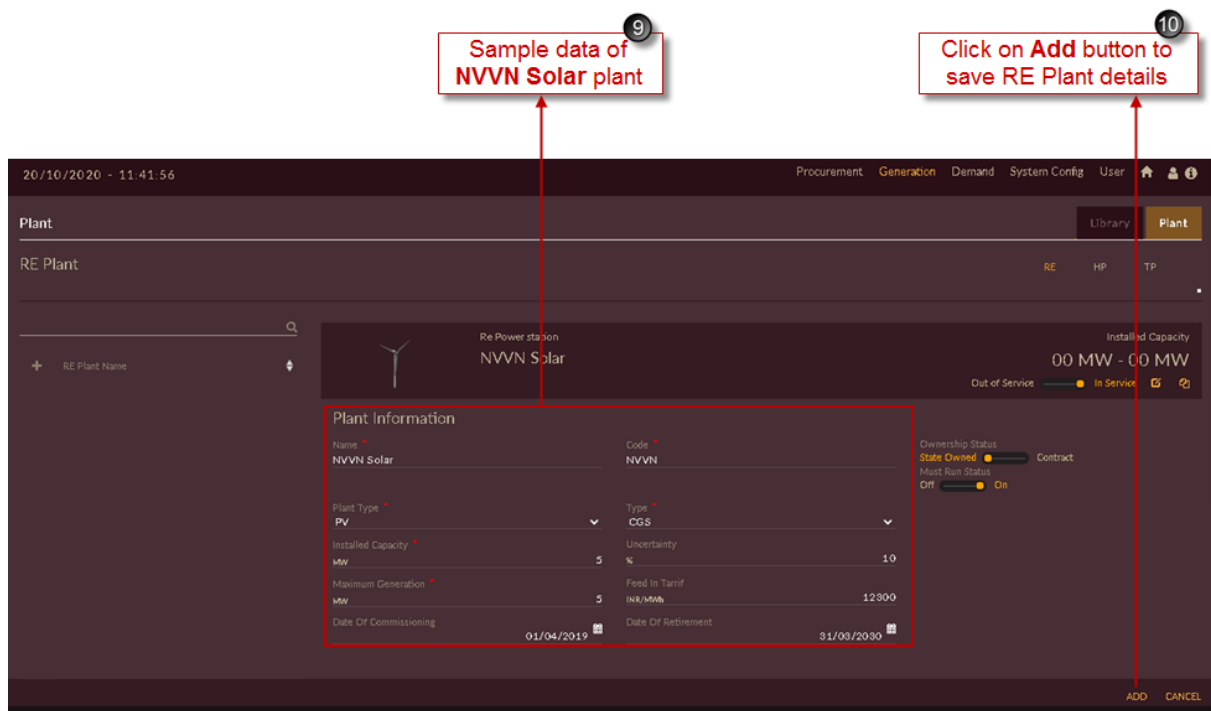 9
Sample data of
NVVN Solar plant
10
Click on Add button to
save RE Plant details
20/10/2020 - 11:41:56
Procurement Generation Demand System Config User
Plant
Library Plant
RE Plant
RE HP TP
RE Plant Name
Re Power station
NVVN Solar
Installed Capacity
00 MW - 00 MW
Out of Service In Service
Plant Information
Name *
NVVN Solar
Code *
NVVN
Ownership Status
State Owned Contract
Must Run Status
Off On
Plant Type *
PV
Type *
CGS
Installed Capacity *
MW 5
Uncertainty
% 10
Maximum Generation *
MW 5
Feed In Tarrif
INR/MWh 12300
Date Of Commissioning
01/04/2019
Date Of Retirement
31/03/2030
ADD CANCEL